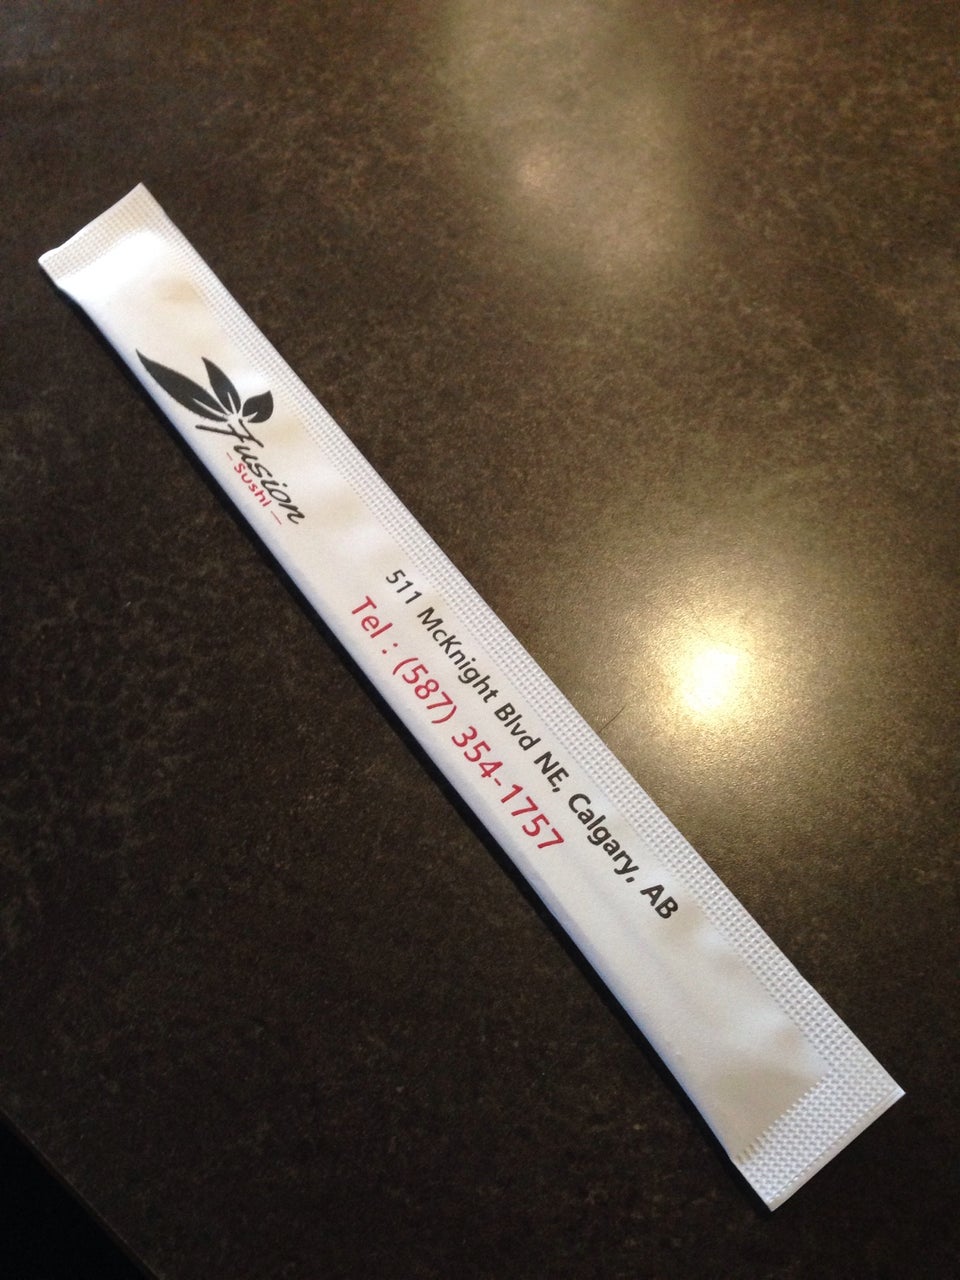 Fusion
- Sushi -
511 McKnight Blvd NE, Calgary, AB
Tel : (587) 354-1757